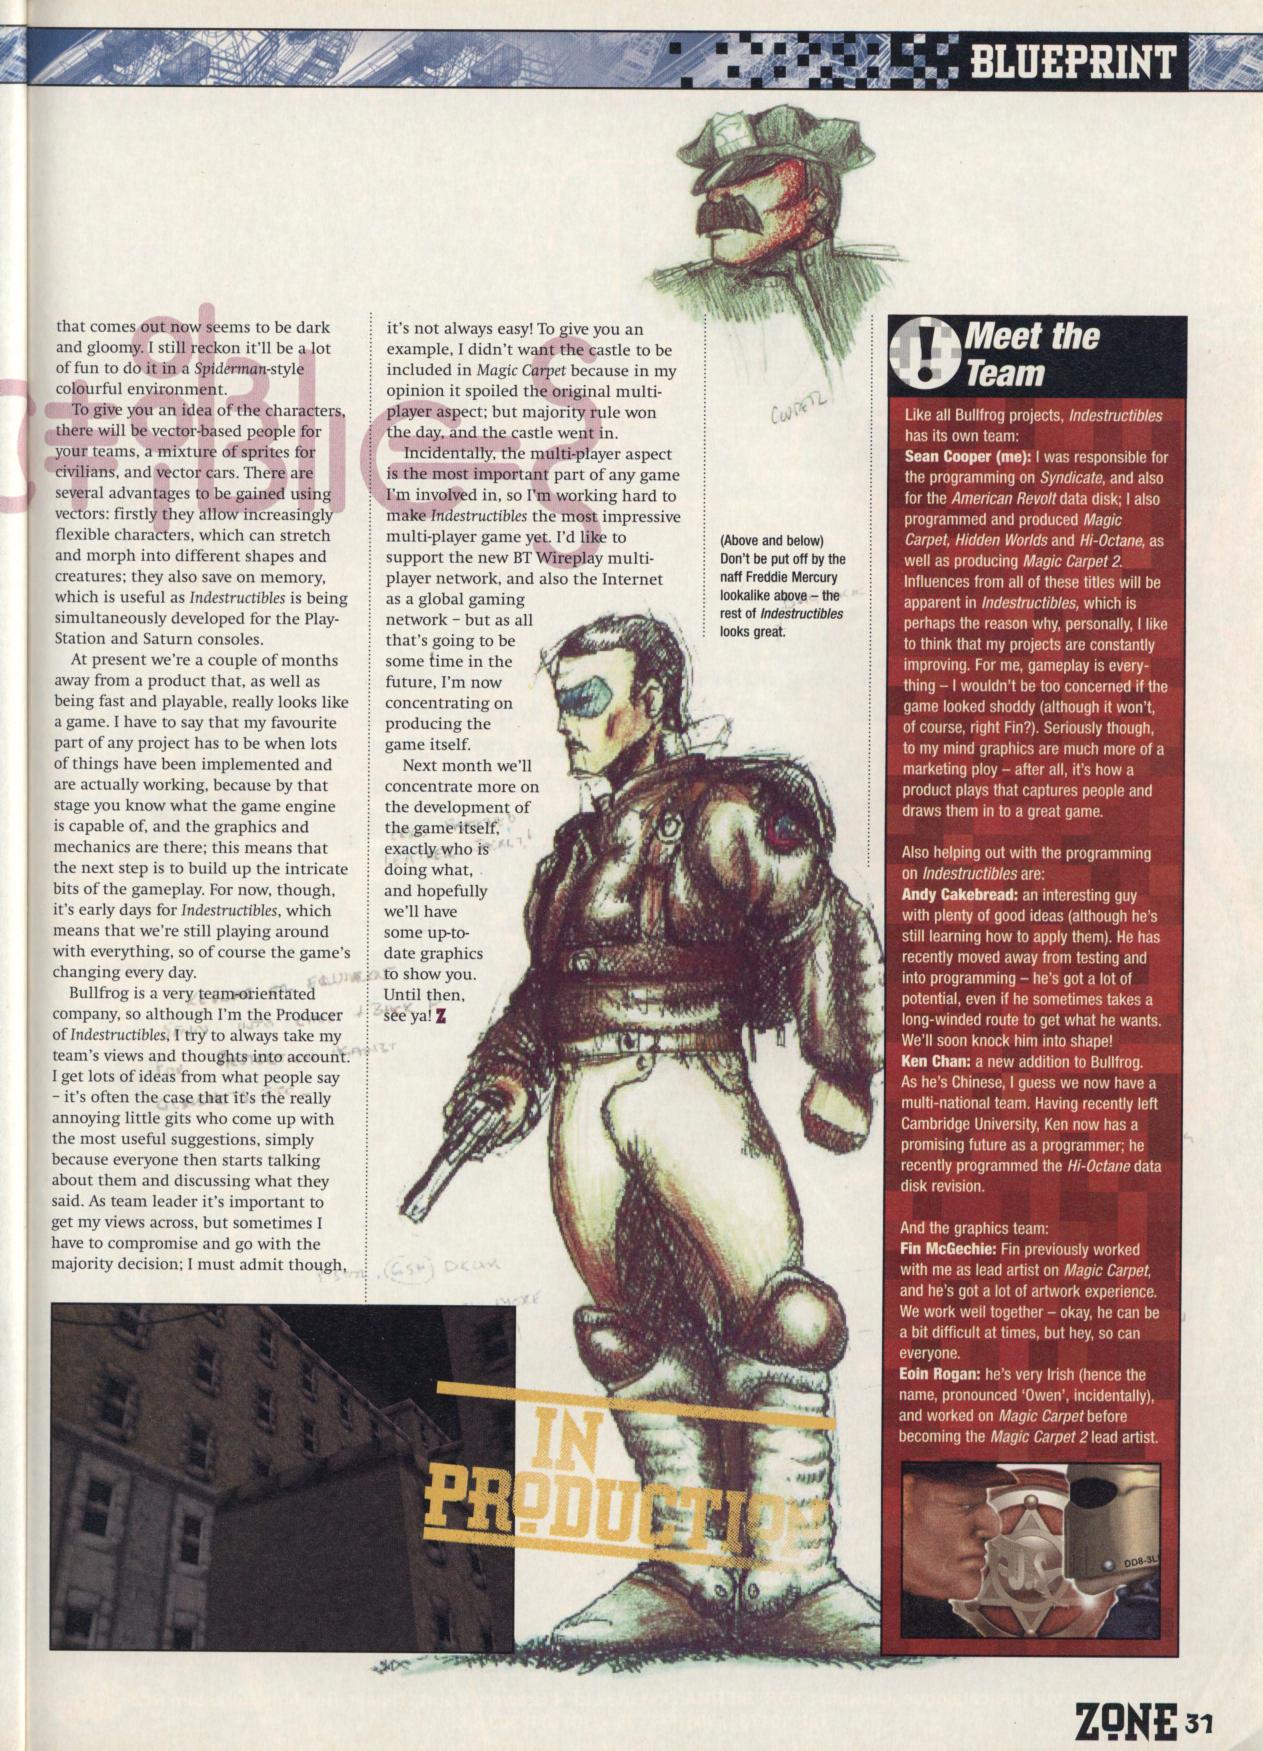 BLUEPRINT
that comes out now seems to be dark
and gloomy. I still reckon it'll be a lot
of fun to do it in a Spiderman-style
colourful environment.
To give you an idea of the characters,
there will be vector-based people for
your teams, a mixture of sprites for
civilians, and vector cars. There are
several advantages to be gained using
vectors: firstly they allow increasingly
flexible characters, which can stretch
and morph into different shapes and
creatures; they also save on memory,
which is useful as Indestructibles is being
simultaneously developed for the Play-
Station and Saturn consoles.
At present we're a couple of months
away from a product that, as well as
being fast and playable, really looks like
a game. I have to say that my favourite
part of any project has to be when lots
of things have been implemented and
are actually working, because by that
stage you know what the game engine
is capable of, and the graphics and
mechanics are there; this means that
the next step is to build up the intricate
bits of the gameplay. For now, though,
it's early days for Indestructibles, which
means that we're still playing around
with everything, so of course the game's
changing every day.
Bullfrog is a very team-orientated
company, so although I'm the Producer
of Indestructibles, I try to always take my
team's views and thoughts into account.
I get lots of ideas from what people say
– it's often the case that it's the really
annoying little gits who come up with
the most useful suggestions, simply
because everyone then starts talking
about them and discussing what they
said. As team leader it's important to
get my views across, but sometimes I
have to compromise and go with the
majority decision; I must admit though,
it's not always easy! To give you an
example, I didn't want the castle to be
included in Magic Carpet because in my
opinion it spoiled the original multi-
player aspect; but majority rule won
the day, and the castle went in.
Incidentally, the multi-player aspect
is the most important part of any game
I'm involved in, so I'm working hard to
make Indestructibles the most impressive
multi-player game yet. I'd like to
support the new BT Wireplay multi-
player network, and also the Internet
as a global gaming
network – but as all
that's going to be
some time in the
future, I'm now
concentrating on
producing the
game itself.
Next month we'll
concentrate more on
the development of
the game itself,
exactly who is
doing what,
and hopefully
we'll have
some up-to-
date graphics
to show you.
Until then,
see ya! Z
(Above and below)
Don't be put off by the
naff Freddie Mercury
lookalike above – the
rest of Indestructibles
looks great.
! Meet the
Team
Like all Bullfrog projects, Indestructibles
has its own team:
Sean Cooper (me): I was responsible for
the programming on Syndicate, and also
for the American Revolt data disk; I also
programmed and produced Magic
Carpet, Hidden Worlds and Hi-Octane, as
well as producing Magic Carpet 2.
Influences from all of these titles will be
apparent in Indestructibles, which is
perhaps the reason why, personally, I like
to think that my projects are constantly
improving. For me, gameplay is every-
thing – I wouldn't be too concerned if the
game looked shoddy (although it won't,
of course, right Fin?). Seriously though,
to my mind graphics are much more of a
marketing ploy – after all, it's how a
product plays that captures people and
draws them in to a great game.
Also helping out with the programming
on Indestructibles are:
Andy Cakebread: an interesting guy
with plenty of good ideas (although he's
still learning how to apply them). He has
recently moved away from testing and
into programming – he's got a lot of
potential, even if he sometimes takes a
long-winded route to get what he wants.
We'll soon knock him into shape!
Ken Chan: a new addition to Bullfrog.
As he's Chinese, I guess we now have a
multi-national team. Having recently left
Cambridge University, Ken now has a
promising future as a programmer; he
recently programmed the Hi-Octane data
disk revision.
And the graphics team:
Fin McGechie: Fin previously worked
with me as lead artist on Magic Carpet,
and he's got a lot of artwork experience.
We work well together – okay, he can be
a bit difficult at times, but hey, so can
everyone.
Eoin Rogan: he's very Irish (hence the
name, pronounced 'Owen', incidentally),
and worked on Magic Carpet before
becoming the Magic Carpet 2 lead artist.
DD8-3L
IN
PRODUCTION
ZONE 31